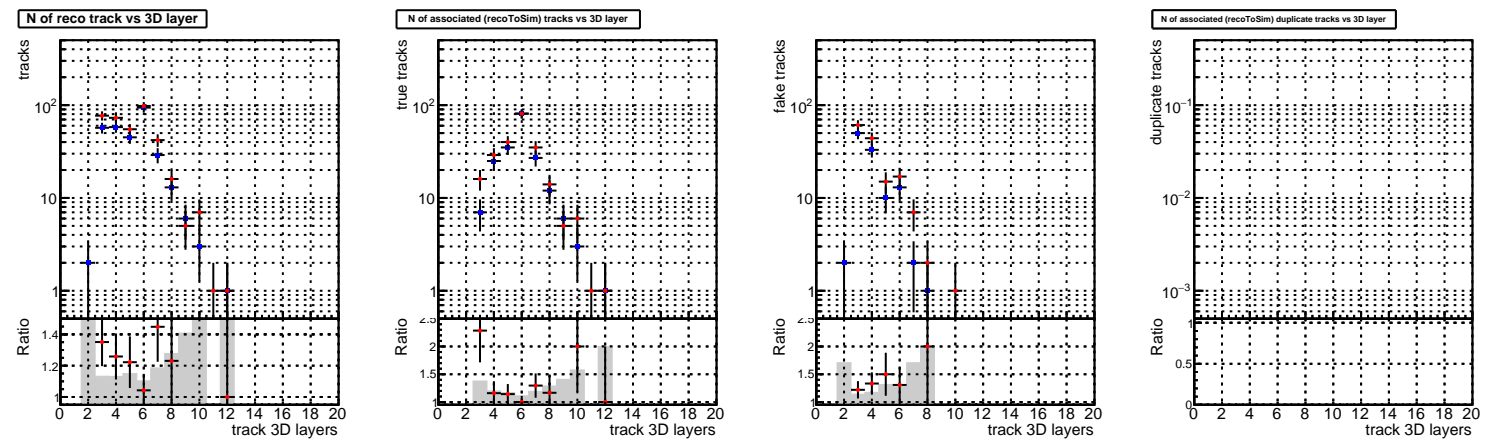 N of reco track vs 3D layer
tracks
10²
10
1
Ratio
1.4
1.2
1
0 2 4 6 8 10 12 14 16 18 20
track 3D layers
N of associated (recoToSim) tracks vs 3D layer
true tracks
10²
10
1
Ratio
2.5
2
1.5
1
0 2 4 6 8 10 12 14 16 18 20
track 3D layers
fake tracks
10²
10
1
Ratio
2.5
2
1.5
1
0 2 4 6 8 10 12 14 16 18 20
track 3D layers
N of associated (recoToSim) duplicate tracks vs 3D layer
duplicate tracks
10⁻¹
10⁻²
10⁻³
Ratio
1
0.5
0
0 2 4 6 8 10 12 14 16 18 20
track 3D layers